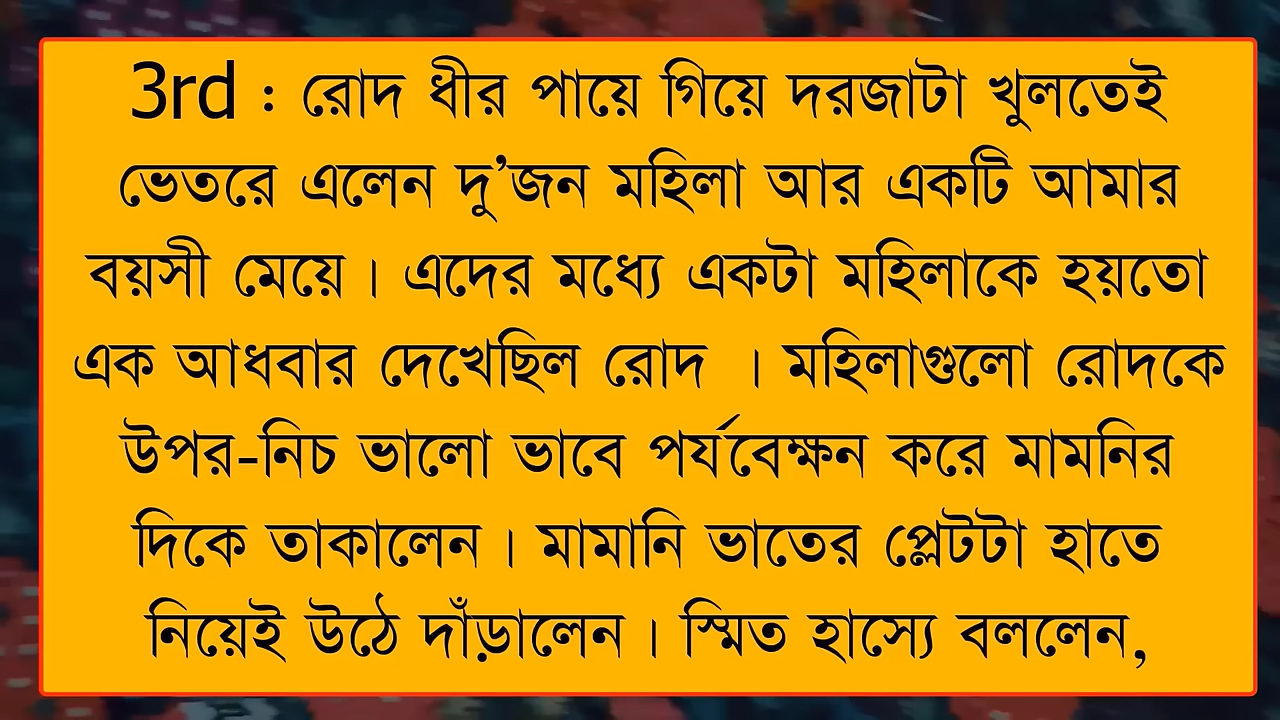 3rd : রোদ ধীর পায়ে গিয়ে দরজাটা খুলতেই
ভেতরে এলেন দু’জন মহিলা আর একটি আমার
বয়সী মেয়ে। এদের মধ্যে একটা মহিলাকে হয়তো
এক আধবার দেখেছিল রোদ । মহিলাগুলো রোদকে
উপর-নিচ ভালো ভাবে পর্যবেক্ষন করে মামনির
দিকে তাকালেন। মামানি ভাতের প্লেটটা হাতে
নিয়েই উঠে দাঁড়ালেন। স্মিত হাস্যে বললেন,